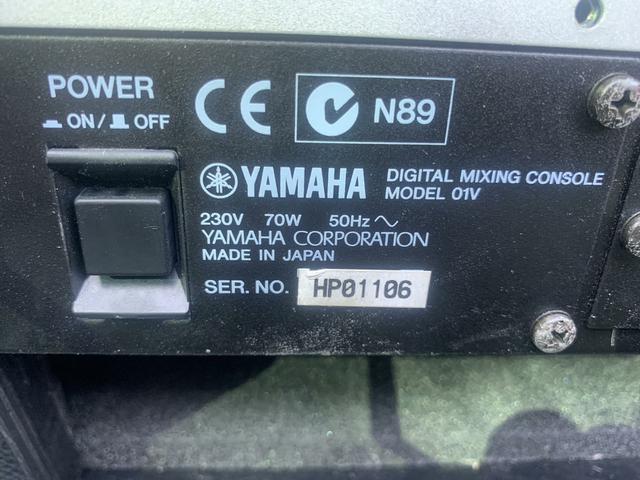 POWER
ON/ OFF
CE N89
YAMAHA DIGITAL MIXING CONSOLE
MODEL 01V
230V 70W 50Hz ~
YAMAHA CORPORATION
MADE IN JAPAN
SER. NO. HP01106